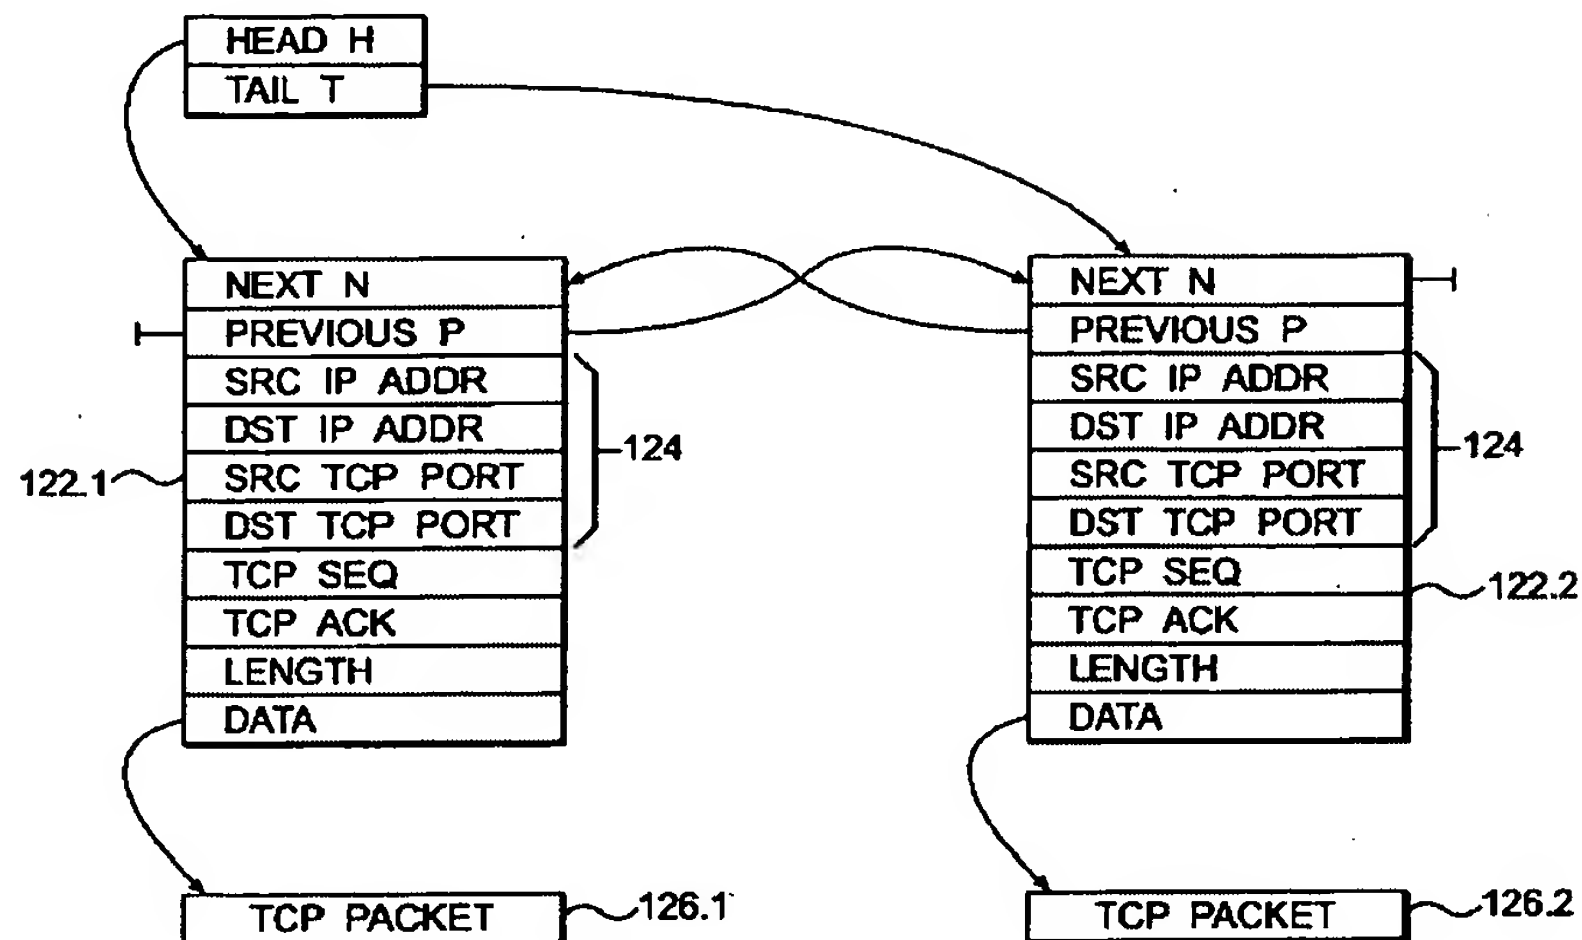 HEAD H
TAIL T
NEXT N
PREVIOUS P
SRC IP ADDR
DST IP ADDR
SRC TCP PORT
DST TCP PORT
TCP SEQ
TCP ACK
LENGTH
DATA
122.1
124
TCP PACKET
126.1
NEXT N
PREVIOUS P
SRC IP ADDR
DST IP ADDR
SRC TCP PORT
DST TCP PORT
TCP SEQ
TCP ACK
LENGTH
DATA
124
122.2
TCP PACKET
126.2